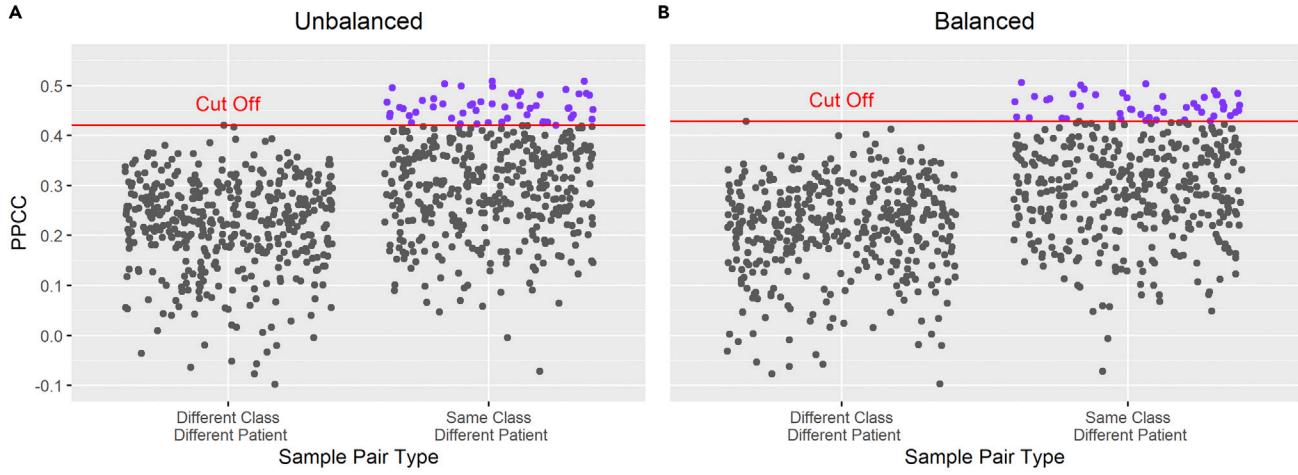 A
Unbalanced
B
Balanced
PPCC
0.5
0.4
0.3
0.2
0.1
0.0
-0.1
Cut Off
Cut Off
Different Class
Different Patient
Same Class
Different Patient
Different Class
Different Patient
Same Class
Different Patient
Sample Pair Type
Sample Pair Type